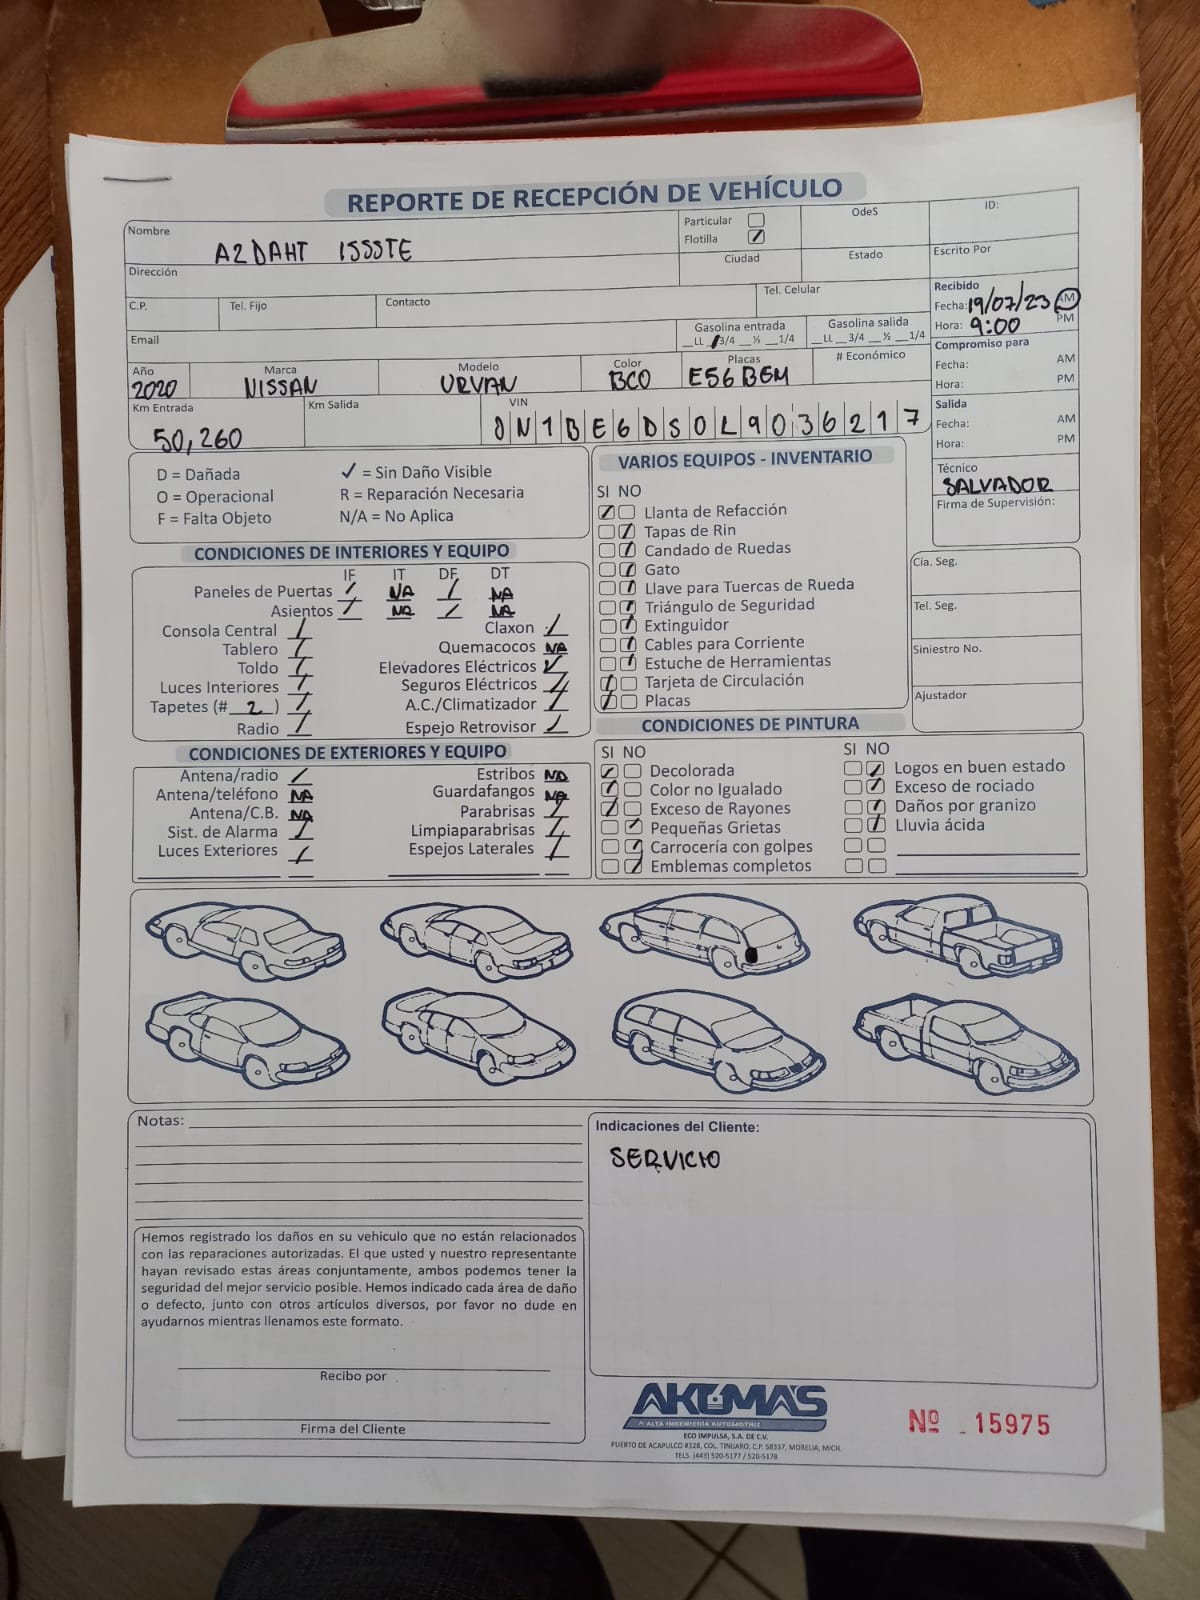 REPORTE DE RECEPCIÓN DE VEHÍCULO
Nombre
A2DAHT ISSSTE
Particular
Flotilla
OdeS
ID:
Dirección
Ciudad
Estado
Escrito Por
C.P.
Tel. Fijo
Contacto
Tel. Celular
Recibido
Fecha: 19/07/23 AM
Hora: 9:00 PM
Email
Gasolina entrada
_LL _3/4 _½ _1/4
Gasolina salida
_LL _3/4 _½ _1/4
Compromiso para
Fecha: AM
Hora: PM
Año
2020
Marca
NISSAN
Modelo
URVAN
Color
BCO
Placas
E56BEM
# Económico
Km Entrada
50,260
Km Salida
VIN
JN1BE6DS0L9036217
Salida
Fecha: AM
Hora: PM
Técnico
SALVADOR
Firma de Supervisión:
D = Dañada
✓ = Sin Daño Visible
O = Operacional
R = Reparación Necesaria
F = Falta Objeto
N/A = No Aplica
CONDICIONES DE INTERIORES Y EQUIPO
IF IT DF DT
Paneles de Puertas / NA / NA
Asientos / NA / NA
Consola Central /
Claxon /
Tablero /
Quemacocos NA
Toldo /
Elevadores Eléctricos ✓
Luces Interiores /
Seguros Eléctricos /
Tapetes (# 2 ) /
A.C./Climatizador /
Radio /
Espejo Retrovisor /
VARIOS EQUIPOS - INVENTARIO
SI NO
Llanta de Refacción
Tapas de Rin
Candado de Ruedas
Gato
Llave para Tuercas de Rueda
Triángulo de Seguridad
Extinguidor
Cables para Corriente
Estuche de Herramientas
Tarjeta de Circulación
Placas
Cía. Seg.
Tel. Seg.
Siniestro No.
Ajustador
CONDICIONES DE EXTERIORES Y EQUIPO
Antena/radio /
Estribos NA
Antena/teléfono NA
Guardafangos NA
Antena/C.B. NA
Parabrisas /
Sist. de Alarma /
Limpiaparabrisas /
Luces Exteriores /
Espejos Laterales /
CONDICIONES DE PINTURA
SI NO
Decolorada
Color no Igualado
Exceso de Rayones
Pequeñas Grietas
Carrocería con golpes
Emblemas completos
SI NO
Logos en buen estado
Exceso de rociado
Daños por granizo
Lluvia ácida
Notas:
Indicaciones del Cliente:
SERVICIO
Hemos registrado los daños en su vehiculo que no están relacionados
con las reparaciones autorizadas. El que usted y nuestro representante
hayan revisado estas áreas conjuntamente, ambos podemos tener la
seguridad del mejor servicio posible. Hemos indicado cada área de daño
o defecto, junto con otros artículos diversos, por favor no dude en
ayudarnos mientras llenamos este formato.
Recibo por
Firma del Cliente
AKUMAS
ALTA INGENIERÍA AUTOMOTRIZ
ECO IMPULSA, S.A. DE C.V.
PUERTO DE ACAPULCO #328, COL. TINIJARO, C.P. 58337, MORELIA, MICH.
TELS. (443) 520-5177 / 520-5178
Nº 15975